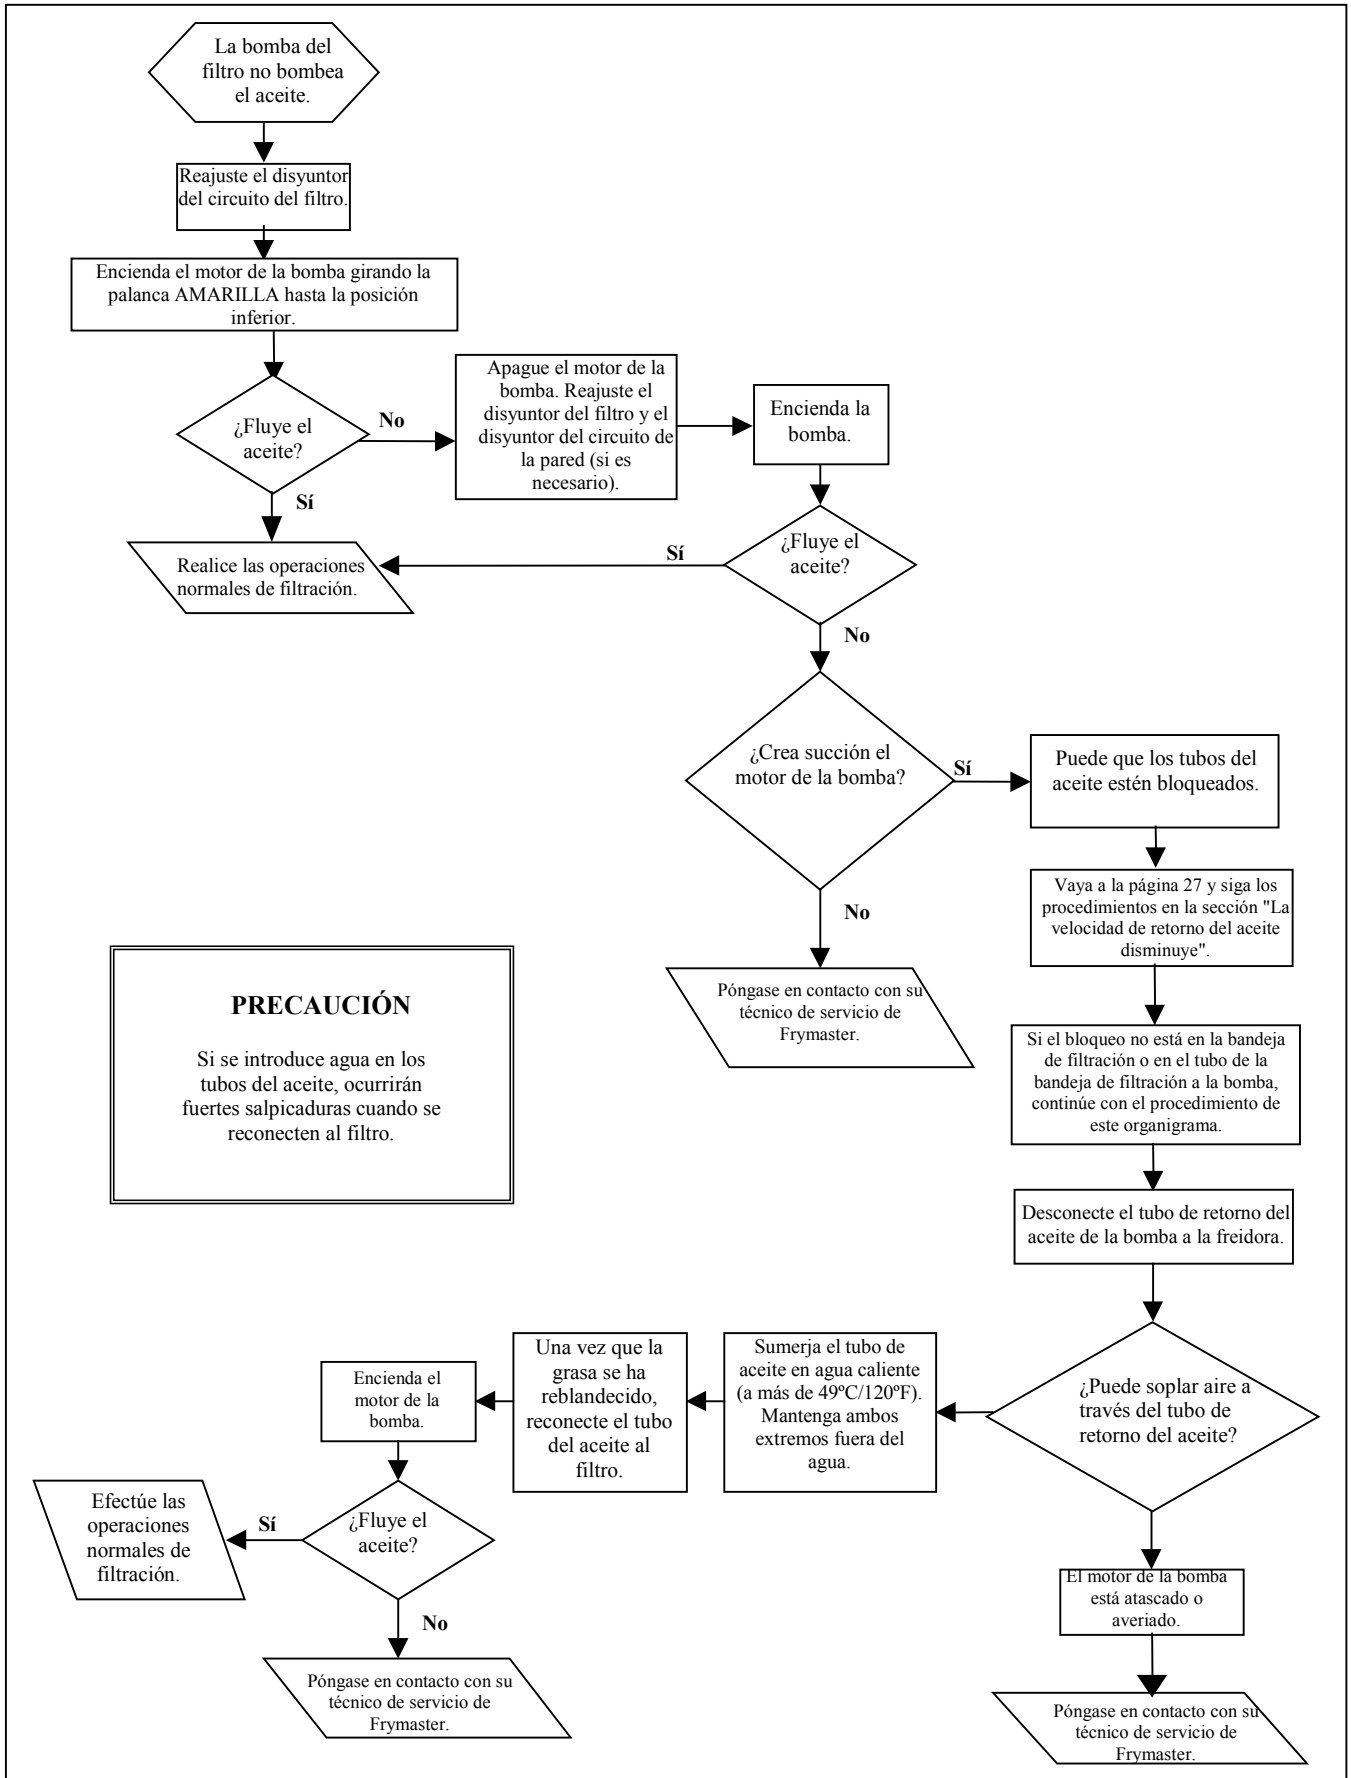 La bomba del
filtro no bombea
el aceite.
Reajuste el disyuntor
del circuito del filtro.
Encienda el motor de la bomba girando la
palanca AMARILLA hasta la posición
inferior.
¿Fluye el
aceite?
No
Sí
Apague el motor de la
bomba. Reajuste el
disyuntor del filtro y el
disyuntor del circuito de
la pared (si es
necesario).
Encienda la
bomba.
Realice las operaciones
normales de filtración.
Sí
¿Fluye el
aceite?
No
¿Crea succión el
motor de la bomba?
Sí
No
Puede que los tubos del
aceite estén bloqueados.
Vaya a la página 27 y siga los
procedimientos en la sección "La
velocidad de retorno del aceite
disminuye".
Póngase en contacto con su
técnico de servicio de
Frymaster.
PRECAUCIÓN
Si se introduce agua en los
tubos del aceite, ocurrirán
fuertes salpicaduras cuando se
reconecten al filtro.
Si el bloqueo no está en la bandeja
de filtración o en el tubo de la
bandeja de filtración a la bomba,
continúe con el procedimiento de
este organigrama.
Desconecte el tubo de retorno del
aceite de la bomba a la freidora.
¿Puede soplar aire a
través del tubo de
retorno del aceite?
Sumerja el tubo de
aceite en agua caliente
(a más de 49ºC/120ºF).
Mantenga ambos
extremos fuera del
agua.
Una vez que la
grasa se ha
reblandecido,
reconecte el tubo
del aceite al
filtro.
Encienda el
motor de la
bomba.
¿Fluye el
aceite?
Sí
No
Efectúe las
operaciones
normales de
filtración.
Póngase en contacto con su
técnico de servicio de
Frymaster.
El motor de la bomba
está atascado o
averiado.
Póngase en contacto con su
técnico de servicio de
Frymaster.